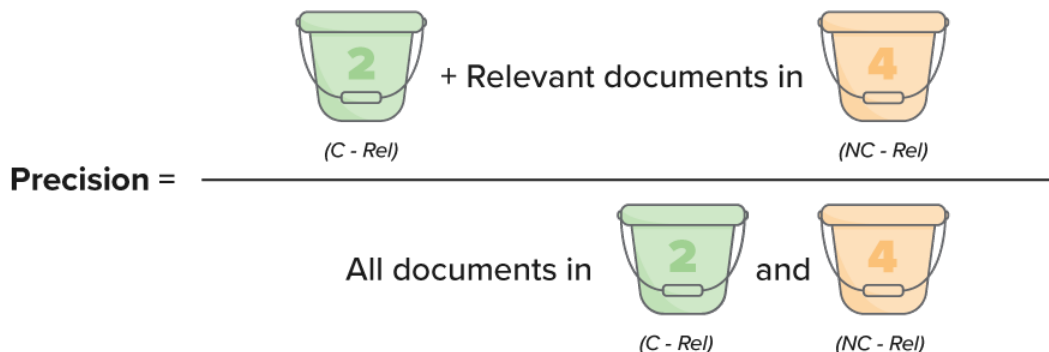 2 + Relevant documents in 4
(C - Rel) (NC - Rel)
Precision =
All documents in 2 and 4
(C - Rel) (NC - Rel)